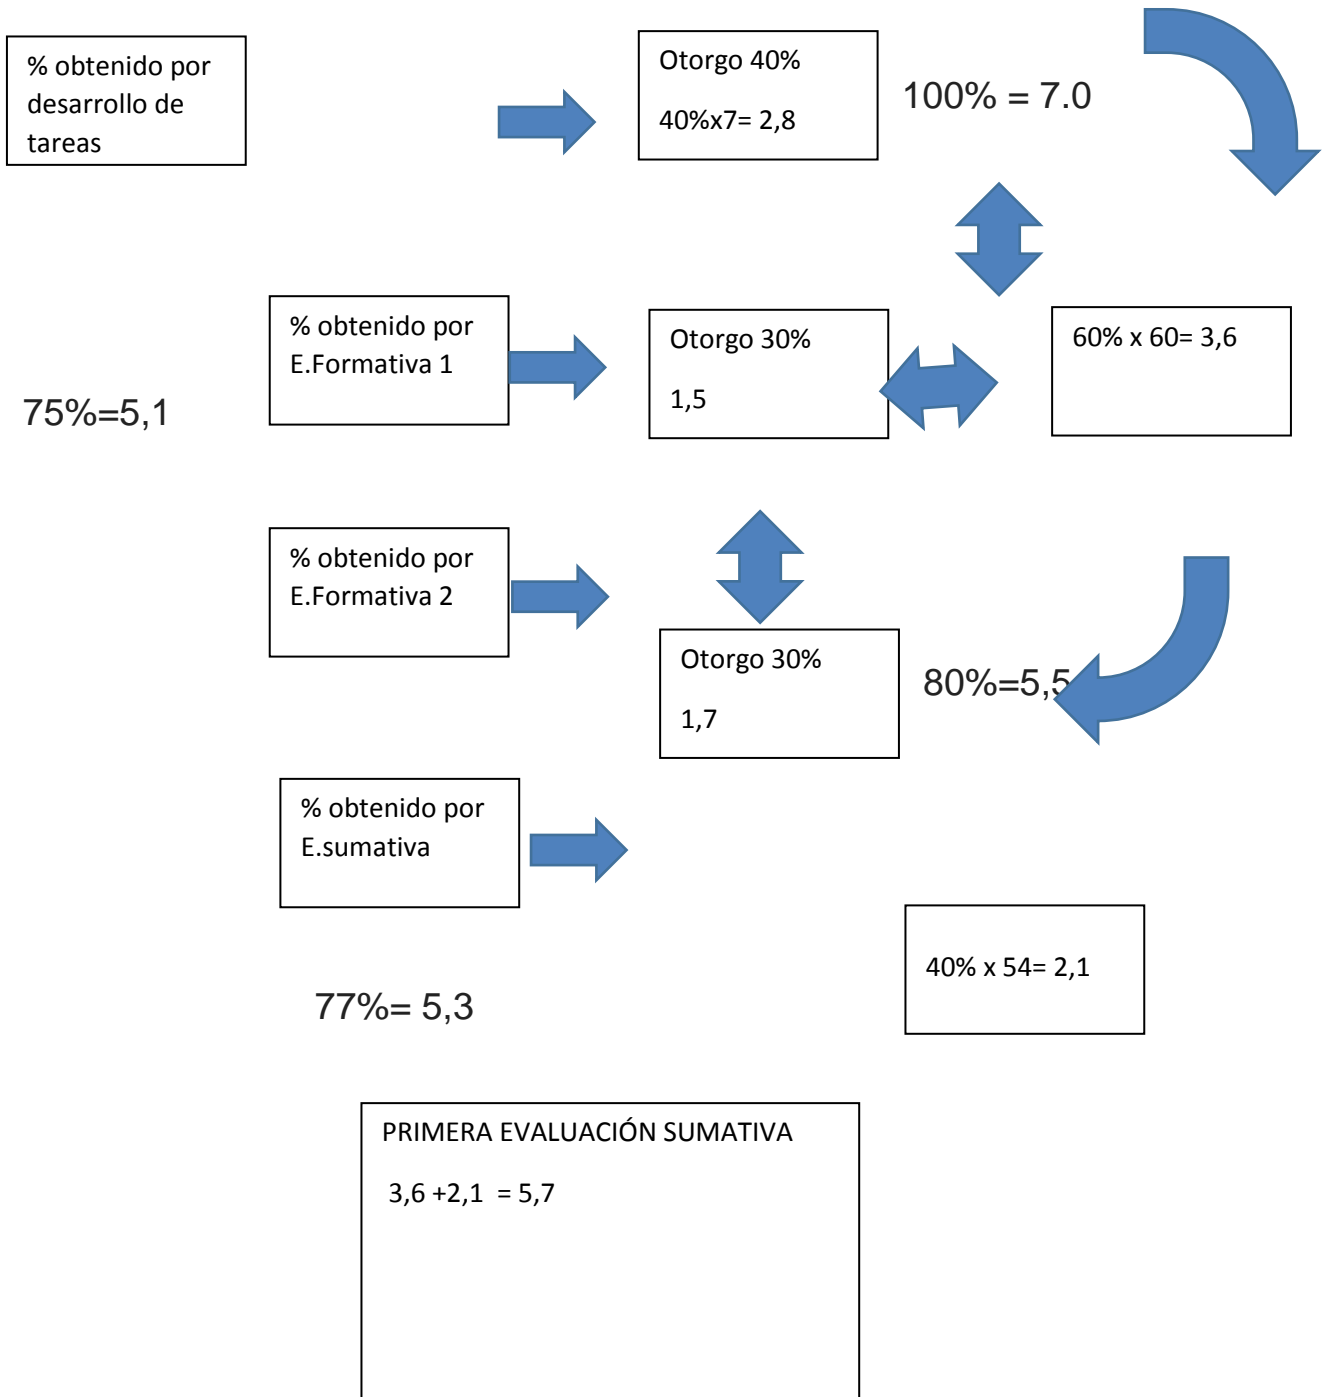 % obtenido por
desarrollo de
tareas
Otorgo 40%
40%x7= 2,8
100% = 7.0
% obtenido por
E.Formativa 1
Otorgo 30%
1,5
60% x 60= 3,6
75%=5,1
% obtenido por
E.Formativa 2
Otorgo 30%
1,7
80%=5,5
% obtenido por
E.sumativa
40% x 54= 2,1
77%= 5,3
PRIMERA EVALUACIÓN SUMATIVA
3,6 +2,1 = 5,7